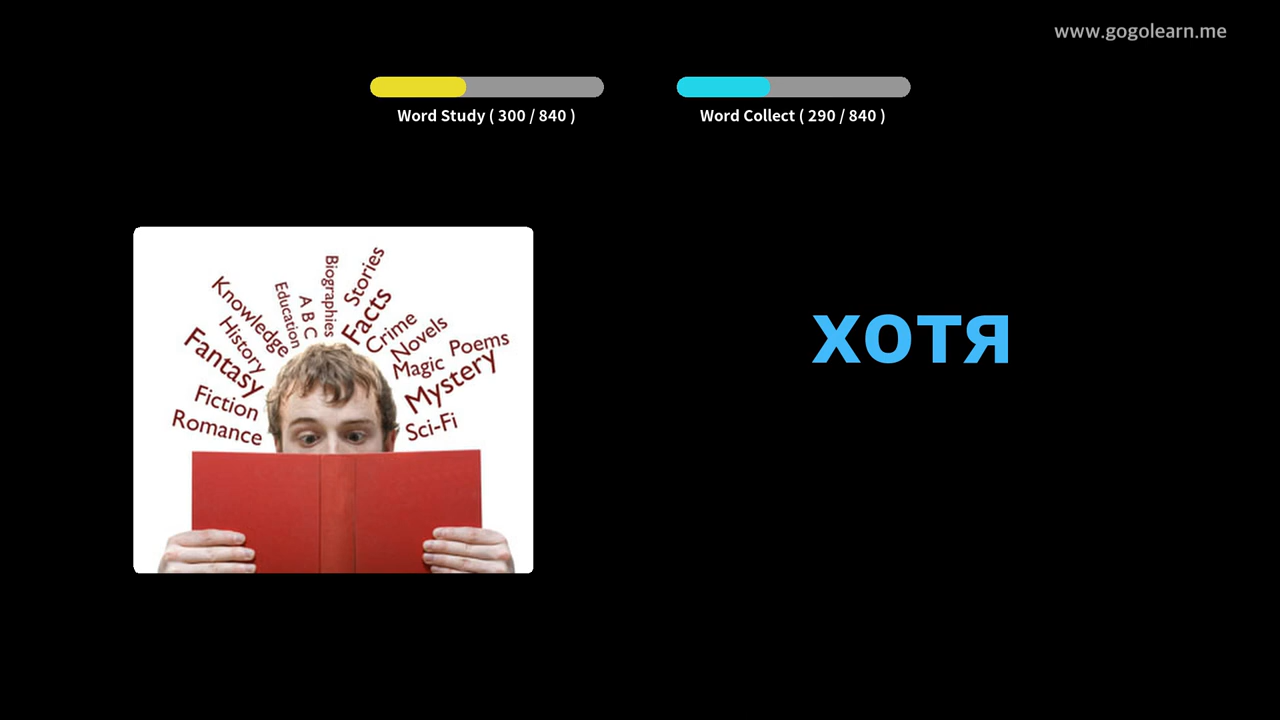 www.gogolearn.me
Word Study ( 300 / 840 )
Word Collect ( 290 / 840 )
Biographies
Stories
Knowledge
Education
A B C
Facts
Crime
History
Novels
Poems
Fantasy
Magic
Mystery
Fiction
Romance
Sci-Fi
хотя